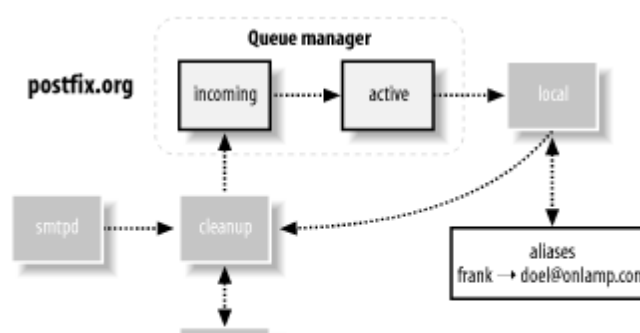 Queue manager
postfix.org
incoming
active
local
smtpd
cleanup
aliases
frank → doel@onlamp.com